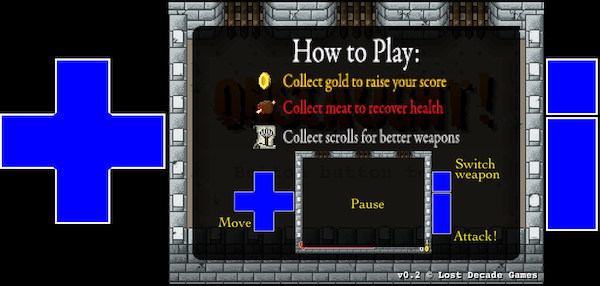 How to Play:
Collect gold to raise your score
Collect meat to recover health
Collect scrolls for better weapons
Switch
weapon
Pause
Move
Attack!
v0.2 © Lost Decade Games